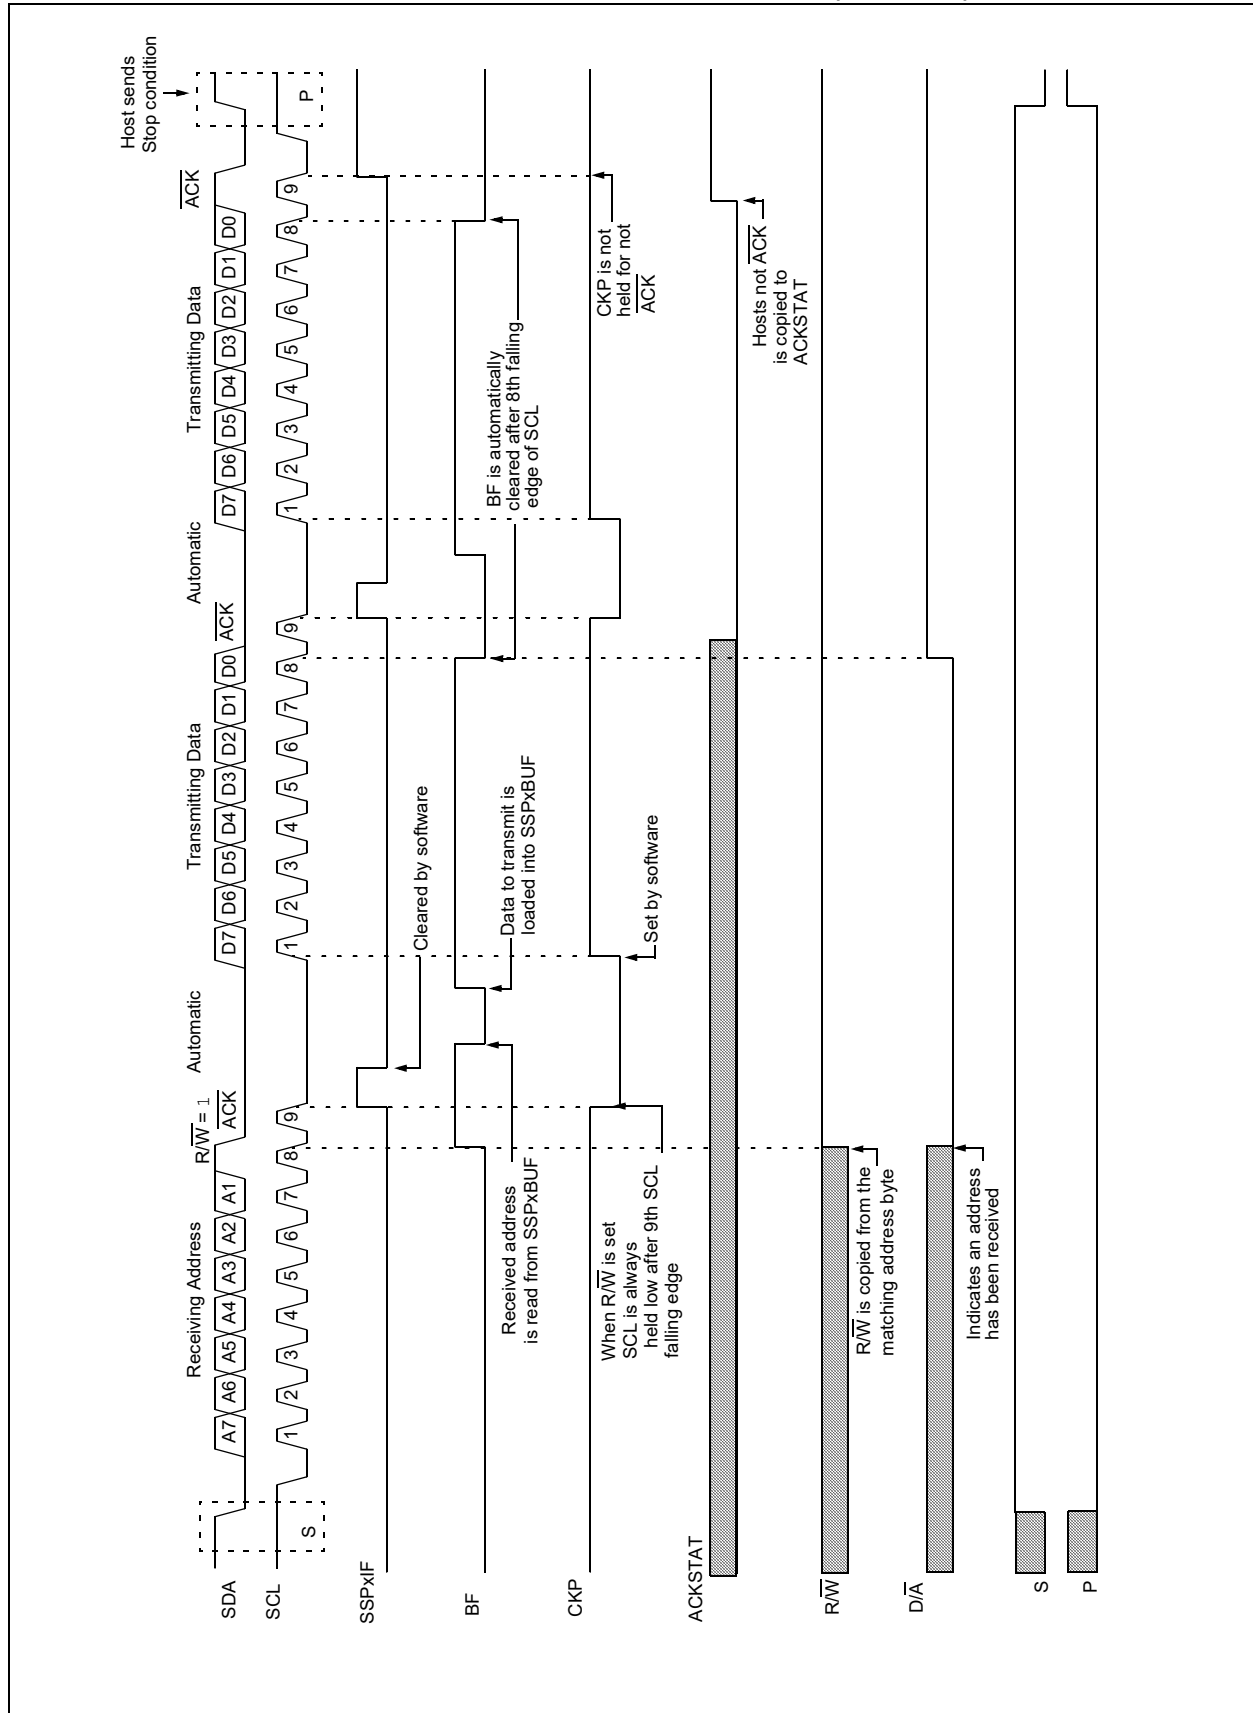 Host sends
Stop condition
Receiving Address
R/W̅ = 1
A̅C̅K̅
Automatic
Transmitting Data
A̅C̅K̅
Automatic
Transmitting Data
A̅C̅K̅
SDA
A7 A6 A5 A4 A3 A2 A1
D7 D6 D5 D4 D3 D2 D1 D0
D7 D6 D5 D4 D3 D2 D1 D0
SCL
S
1 2 3 4 5 6 7 8 9
1 2 3 4 5 6 7 8 9
1 2 3 4 5 6 7 8 9
P
SSPxIF
Cleared by software
BF
Received address
is read from SSPxBUF
Data to transmit is
loaded into SSPxBUF
BF is automatically
cleared after 8th falling
edge of SCL
CKP
When R/W̅ is set
SCL is always
held low after 9th SCL
falling edge
Set by software
CKP is not
held for not
A̅C̅K̅
ACKSTAT
Hosts not A̅C̅K̅
is copied to
ACKSTAT
R/W̅
R/W̅ is copied from the
matching address byte
D/A̅
Indicates an address
has been received
S
P